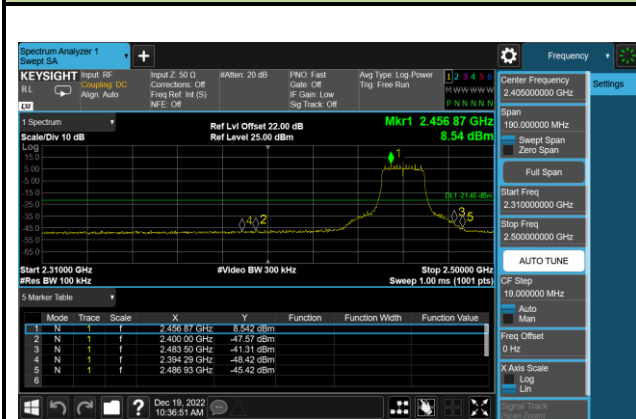 Spectrum Analyzer 1
Swept SA
+
Frequency
Settings
KEYSIGHT Input: RF
RL Coupling: DC
Align: Auto
Input Z: 50 Ω
Corrections: Off
Freq Ref: Int (S)
NFE: Off
#Atten: 20 dB
PNO: Fast
Gate: Off
IF Gain: Low
Sig Track: Off
Avg Type: Log-Power
Trig: Free Run
1 2 3 4 5 6
M W W W W W
P N N N N N
LXI
1 Spectrum
Scale/Div 10 dB
Ref Lvl Offset 22.00 dB
Ref Level 25.00 dBm
Mkr1 2.456 87 GHz
8.54 dBm
Log
15.0
5.00
-5.00
-15.0
-25.0
-35.0
-45.0
-55.0
-65.0
1
DL1 -21.46 dBm
4 2
3 5
Start 2.31000 GHz
#Res BW 100 kHz
#Video BW 300 kHz
Stop 2.50000 GHz
Sweep 1.00 ms (1001 pts)
5 Marker Table
Mode Trace Scale X Y Function Function Width Function Value
1 N 1 f 2.456 87 GHz 8.542 dBm
2 N 1 f 2.400 00 GHz -47.57 dBm
3 N 1 f 2.483 50 GHz -41.31 dBm
4 N 1 f 2.394 29 GHz -48.42 dBm
5 N 1 f 2.486 93 GHz -45.42 dBm
6
Center Frequency
2.405000000 GHz
Span
190.000000 MHz
Swept Span
Zero Span
Full Span
Start Freq
2.310000000 GHz
Stop Freq
2.500000000 GHz
AUTO TUNE
CF Step
19.000000 MHz
Auto
Man
Freq Offset
0 Hz
X Axis Scale
Log
Lin
Signal Track
(Span Zoom)
?
Dec 19, 2022
10:36:51 AM